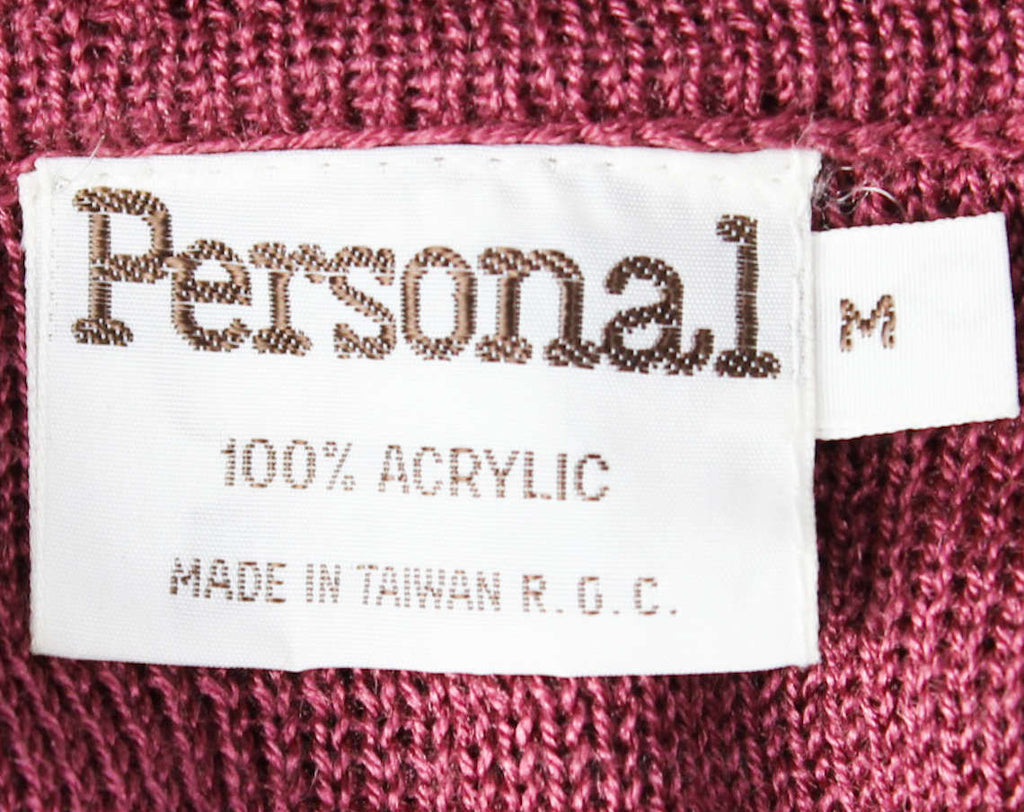 Personal
M
100% ACRYLIC
MADE IN TAIWAN R.O.C.